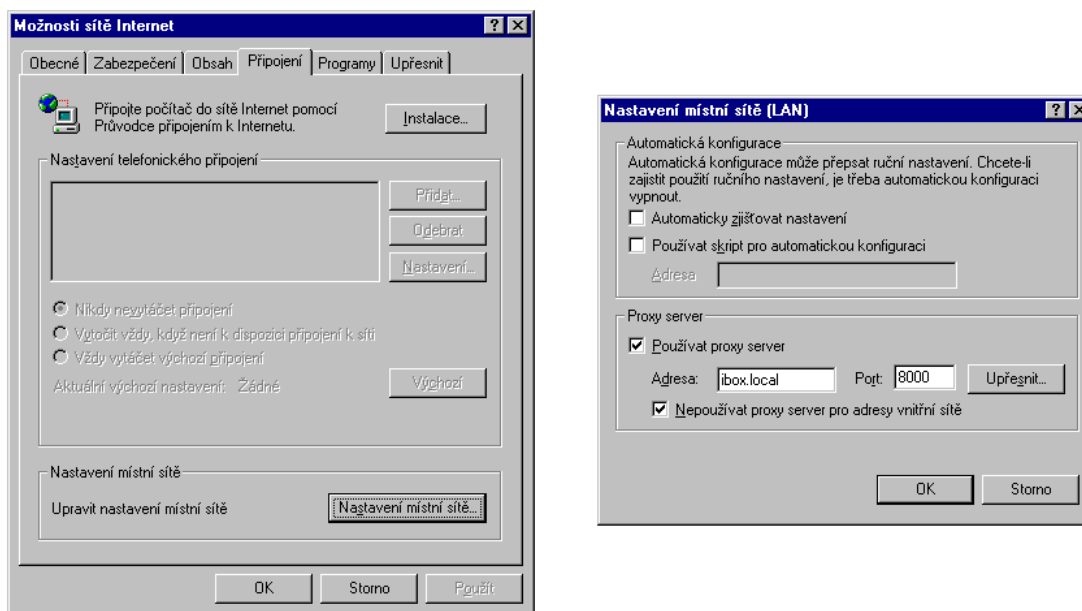 Možnosti sítě Internet
Obecné
Zabezpečení
Obsah
Připojení
Programy
Upřesnit
Připojte počítač do sítě Internet pomocí
Průvodce připojením k Internetu.
Instalace...
Nastavení telefonického připojení
Přidat...
Odebrat
Nastavení...
Nikdy nevytáčet připojení
Vytočit vždy, když není k dispozici připojení k síti
Vždy vytáčet výchozí připojení
Aktuální výchozí nastavení: Žádné
Výchozí
Nastavení místní sítě
Upravit nastavení místní sítě
Nastavení místní sítě...
OK
Storno
Použít
Nastavení místní sítě (LAN)
Automatická konfigurace
Automatická konfigurace může přepsat ruční nastavení. Chcete-li
zajistit použití ručního nastavení, je třeba automatickou konfiguraci
vypnout.
Automaticky zjišťovat nastavení
Používat skript pro automatickou konfiguraci
Adresa
Proxy server
Používat proxy server
Adresa: ibox.local Port: 8000 Upřesnit...
Nepoužívat proxy server pro adresy vnitřní sítě
OK
Storno